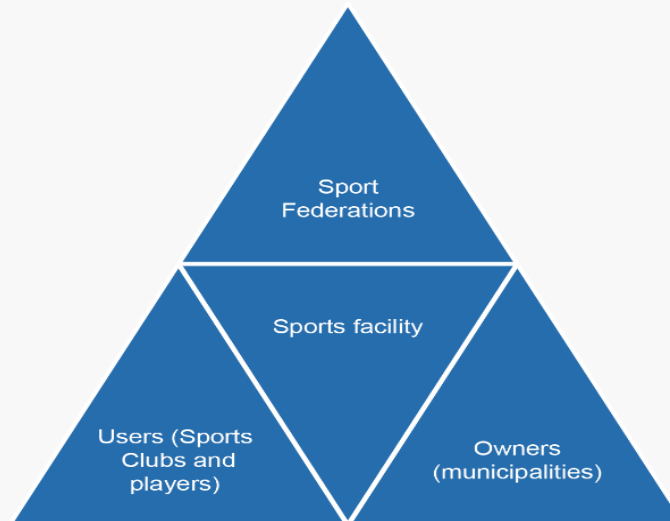 Sport
Federations
Sports facility
Users (Sports
Clubs and
players)
Owners
(municipalities)